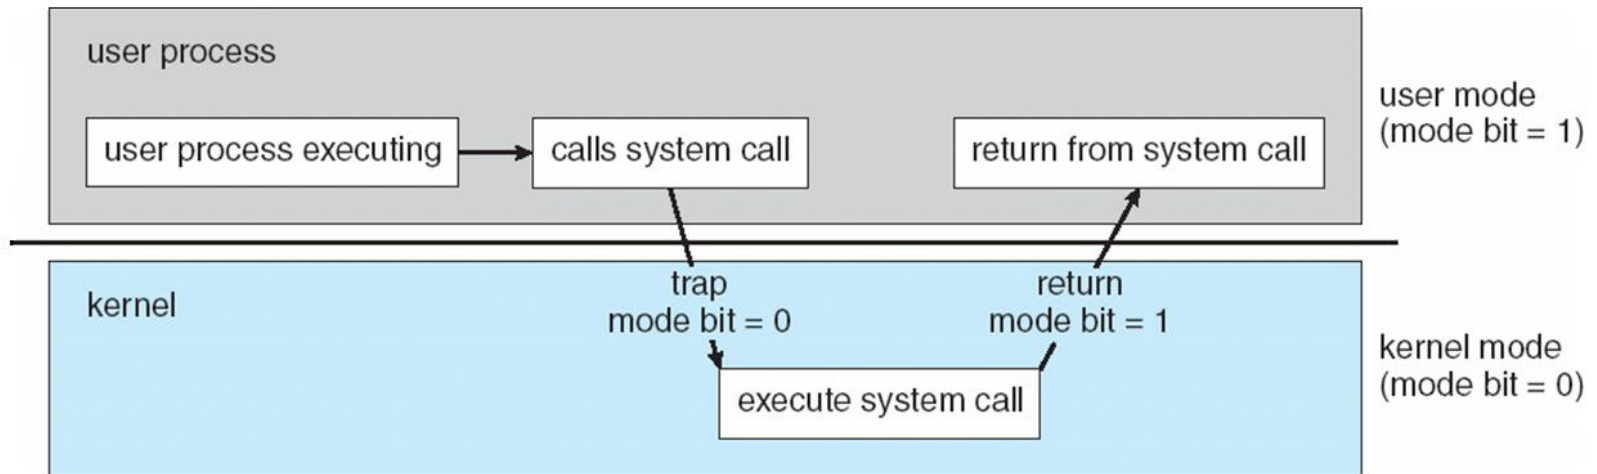 user process
user process executing
calls system call
return from system call
user mode
(mode bit = 1)
kernel
trap
mode bit = 0
return
mode bit = 1
execute system call
kernel mode
(mode bit = 0)